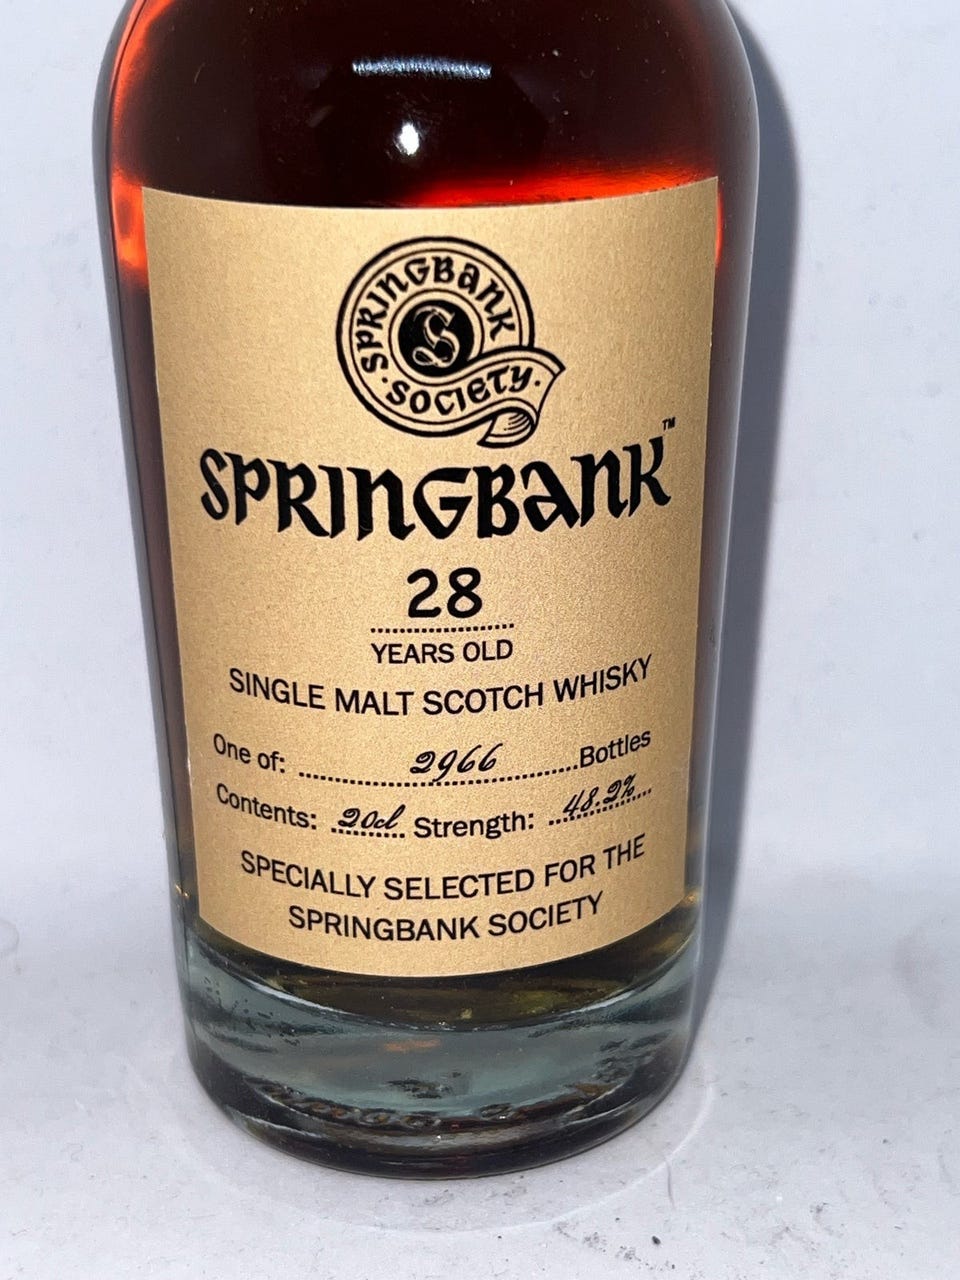 SPRINGBANK
·SOCIETY·
S
SPRINGBANK™
28
YEARS OLD
SINGLE MALT SCOTCH WHISKY
One of: 2966 Bottles
Contents: 20cl Strength: 48.2%
SPECIALLY SELECTED FOR THE
SPRINGBANK SOCIETY